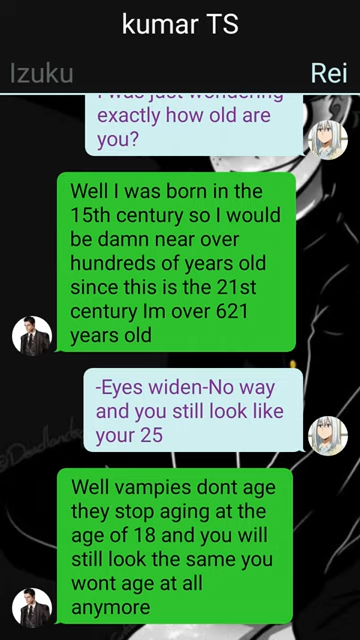 kumar TS
Izuku
Rei
I was just wondering
exactly how old are
you?
Well I was born in the
15th century so I would
be damn near over
hundreds of years old
since this is the 21st
century Im over 621
years old
-Eyes widen-No way
and you still look like
your 25
Well vampies dont age
they stop aging at the
age of 18 and you will
still look the same you
wont age at all
anymore